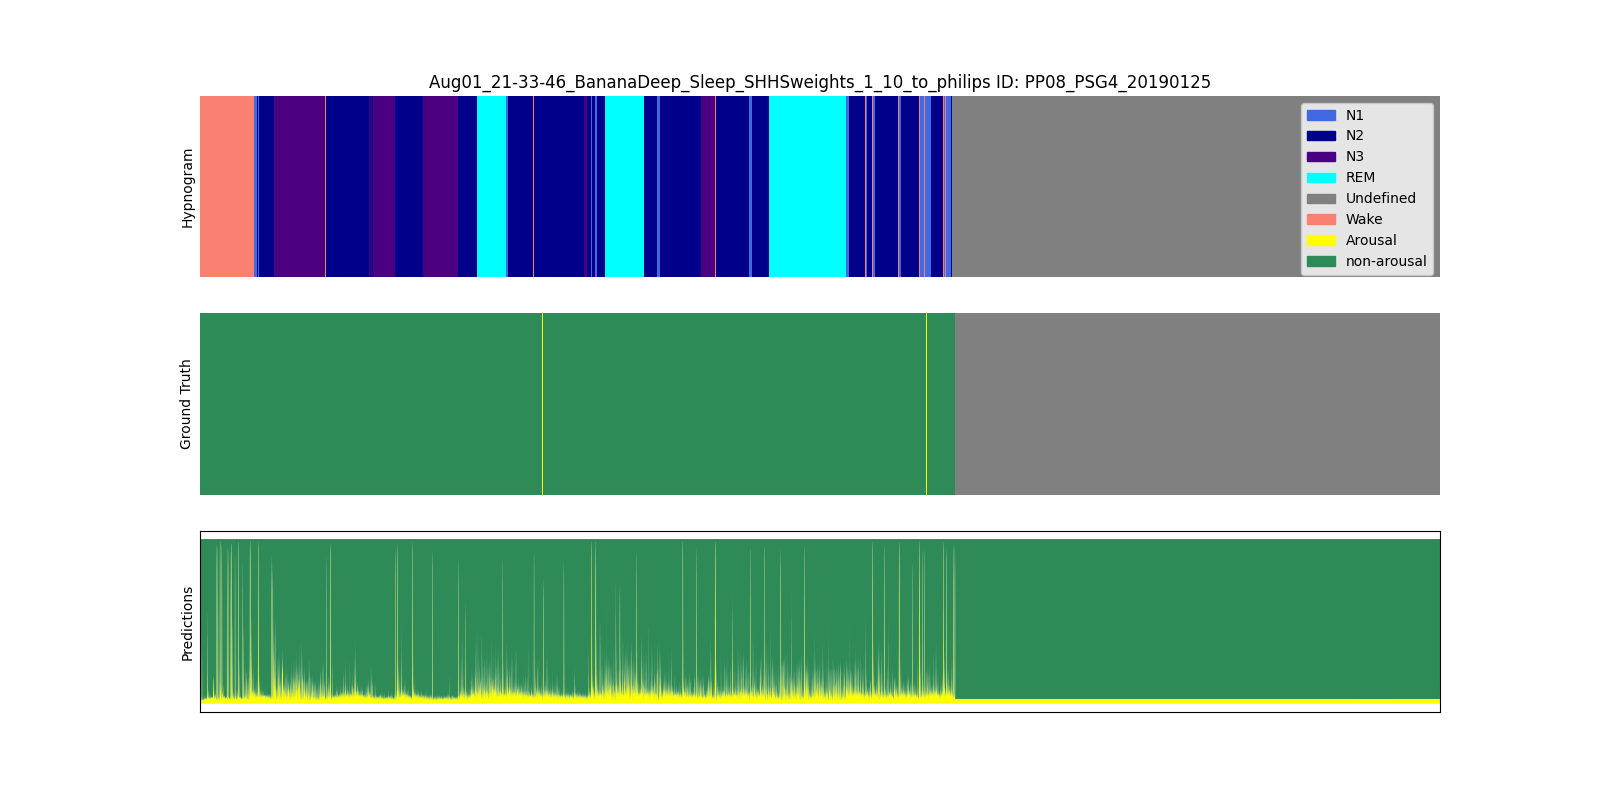 Aug01_21-33-46_BananaDeep_Sleep_SHHSweights_1_10_to_philips ID: PP08_PSG4_20190125
Hypnogram
N1
N2
N3
REM
Undefined
Wake
Arousal
non-arousal
Ground Truth
Predictions